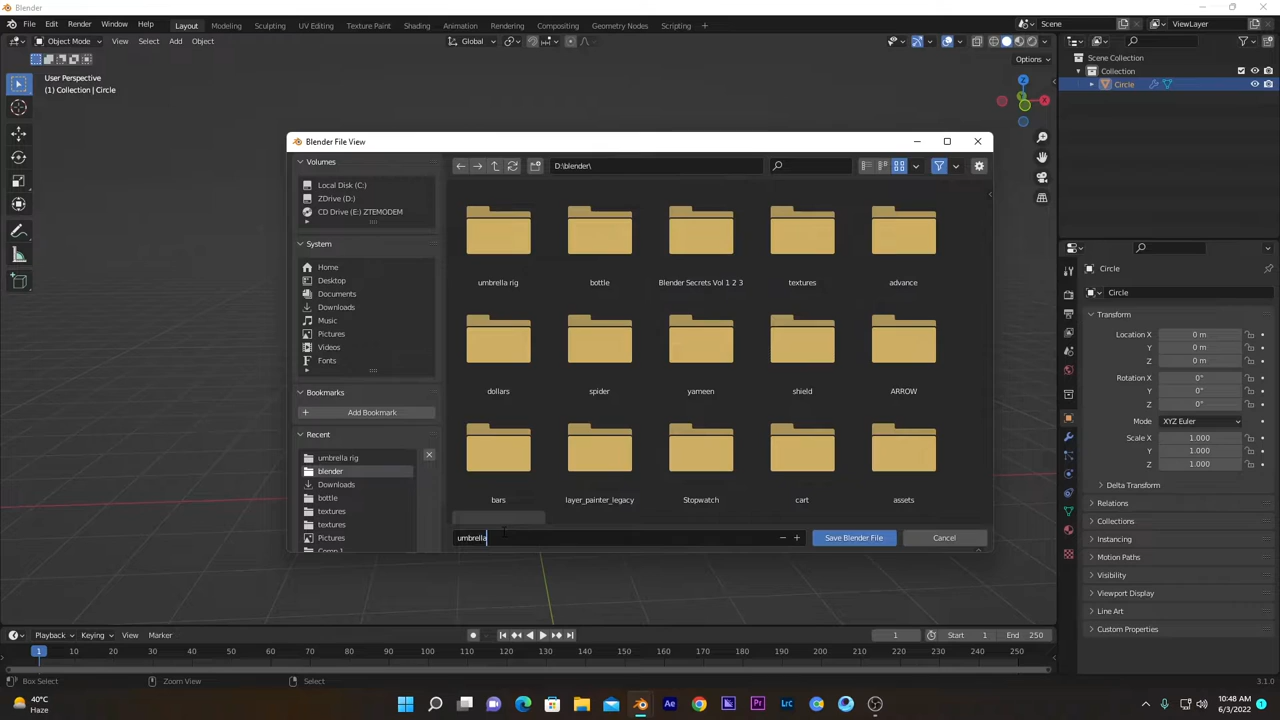 Blender
File Edit Render Window Help Layout Modeling Sculpting UV Editing Texture Paint Shading Animation Rendering Compositing Geometry Nodes Scripting + Scene ViewLayer
Object Mode View Select Add Object Global
Options
User Perspective
(1) Collection | Circle
Scene Collection
Collection
Circle
Blender File View
Volumes
Local Disk (C:)
ZDrive (D:)
CD Drive (E:) ZTEMODEM
System
Home
Desktop
Documents
Downloads
Music
Pictures
Videos
Fonts
Bookmarks
Add Bookmark
Recent
umbrella rig
blender
Downloads
bottle
textures
textures
Pictures
Comp 1
D:\blender\
umbrella rig bottle Blender Secrets Vol 1 2 3 textures advance
dollars spider yameen shield ARROW
bars layer_painter_legacy Stopwatch cart assets
umbrella Save Blender File Cancel
Circle
Circle
Transform
Location X 0 m
Y 0 m
Z 0 m
Rotation X 0°
Y 0°
Z 0°
Mode XYZ Euler
Scale X 1.000
Y 1.000
Z 1.000
Delta Transform
Relations
Collections
Instancing
Motion Paths
Visibility
Viewport Display
Line Art
Custom Properties
Playback Keying View Marker 1 Start 1 End 250
1 10 20 30 40 50 60 70 80 90 100 110 120 130 140 150 160 170 180 190 200 210 220 230 240 250
Box Select Zoom View Select 3.1.0
40°C
Haze
10:48 AM
6/3/2022